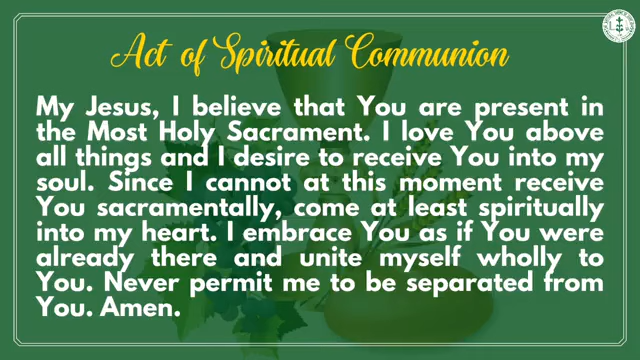 Act of Spiritual Communion
My Jesus, I believe that You are present in
the Most Holy Sacrament. I love You above
all things and I desire to receive You into my
soul. Since I cannot at this moment receive
You sacramentally, come at least spiritually
into my heart. I embrace You as if You were
already there and unite myself wholly to
You. Never permit me to be separated from
You. Amen.